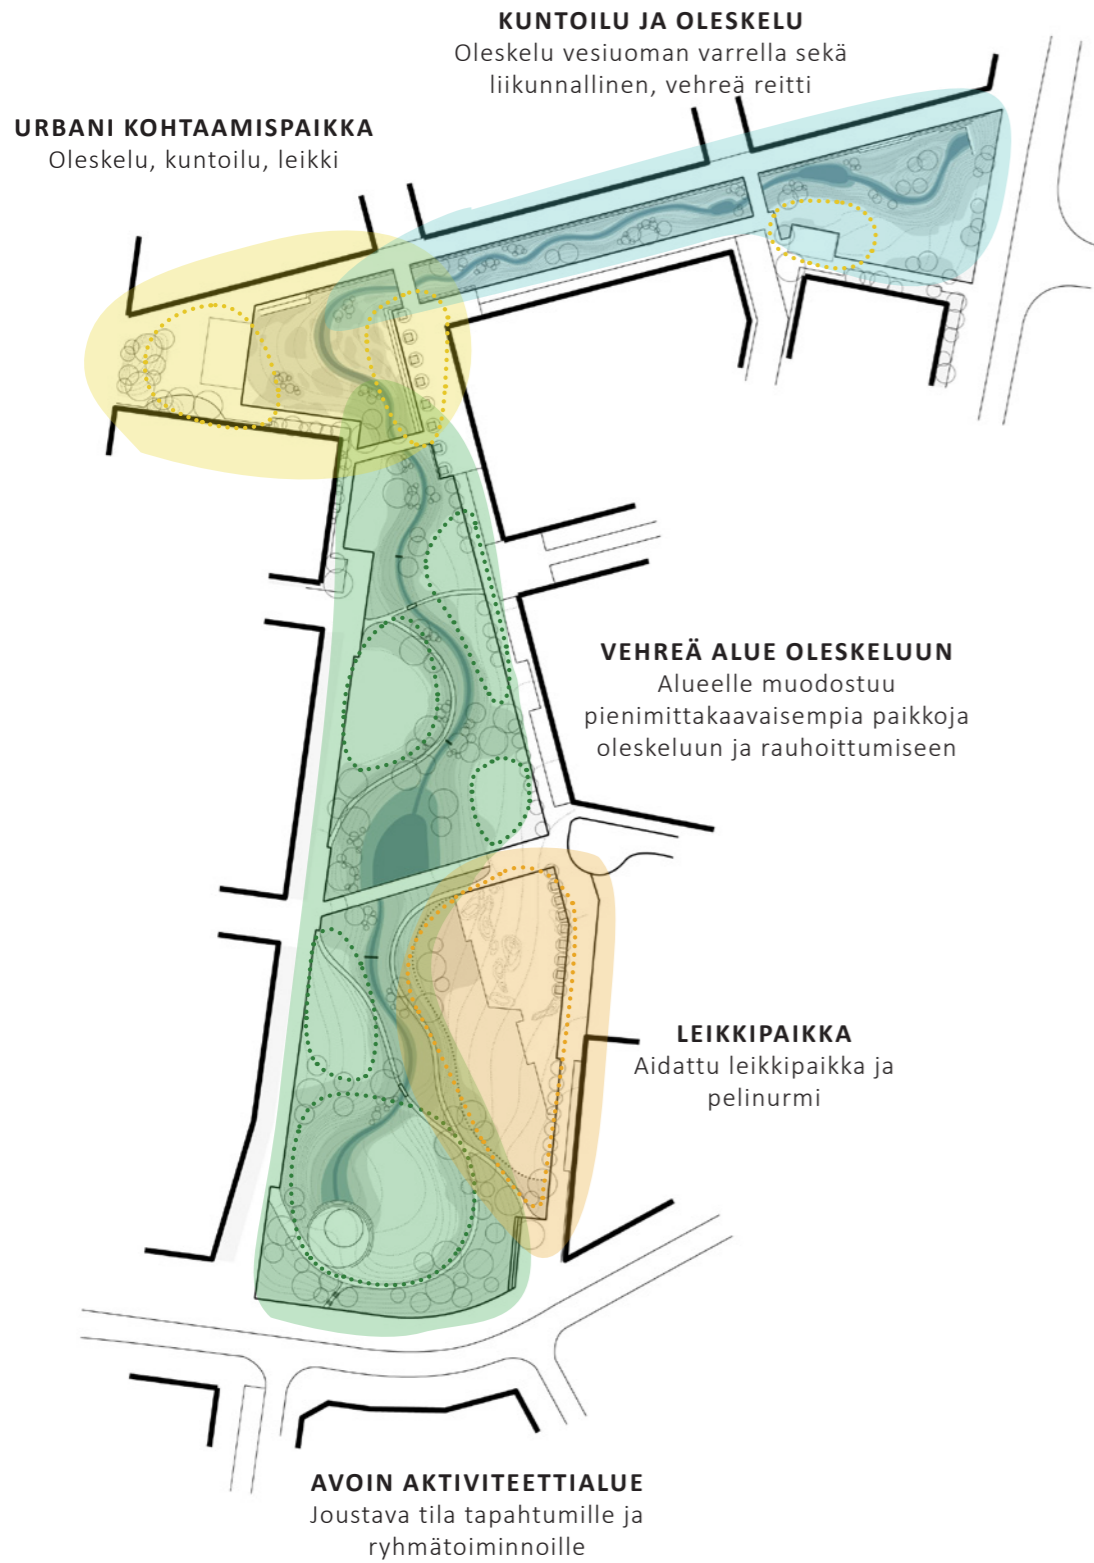 KUNTOILU JA OLESKELU
Oleskelu vesiuoman varrella sekä
liikunnallinen, vehreä reitti
URBANI KOHTAAMISPAIKKA
Oleskelu, kuntoilu, leikki
VEHREÄ ALUE OLESKELUUN
Alueelle muodostuu
pienimittakaavaisempia paikkoja
oleskeluun ja rauhoittumiseen
LEIKKIPAIKKA
Aidattu leikkipaikka ja
pelinurmi
AVOIN AKTIVITEETTIALUE
Joustava tila tapahtumille ja
ryhmätoiminnoille